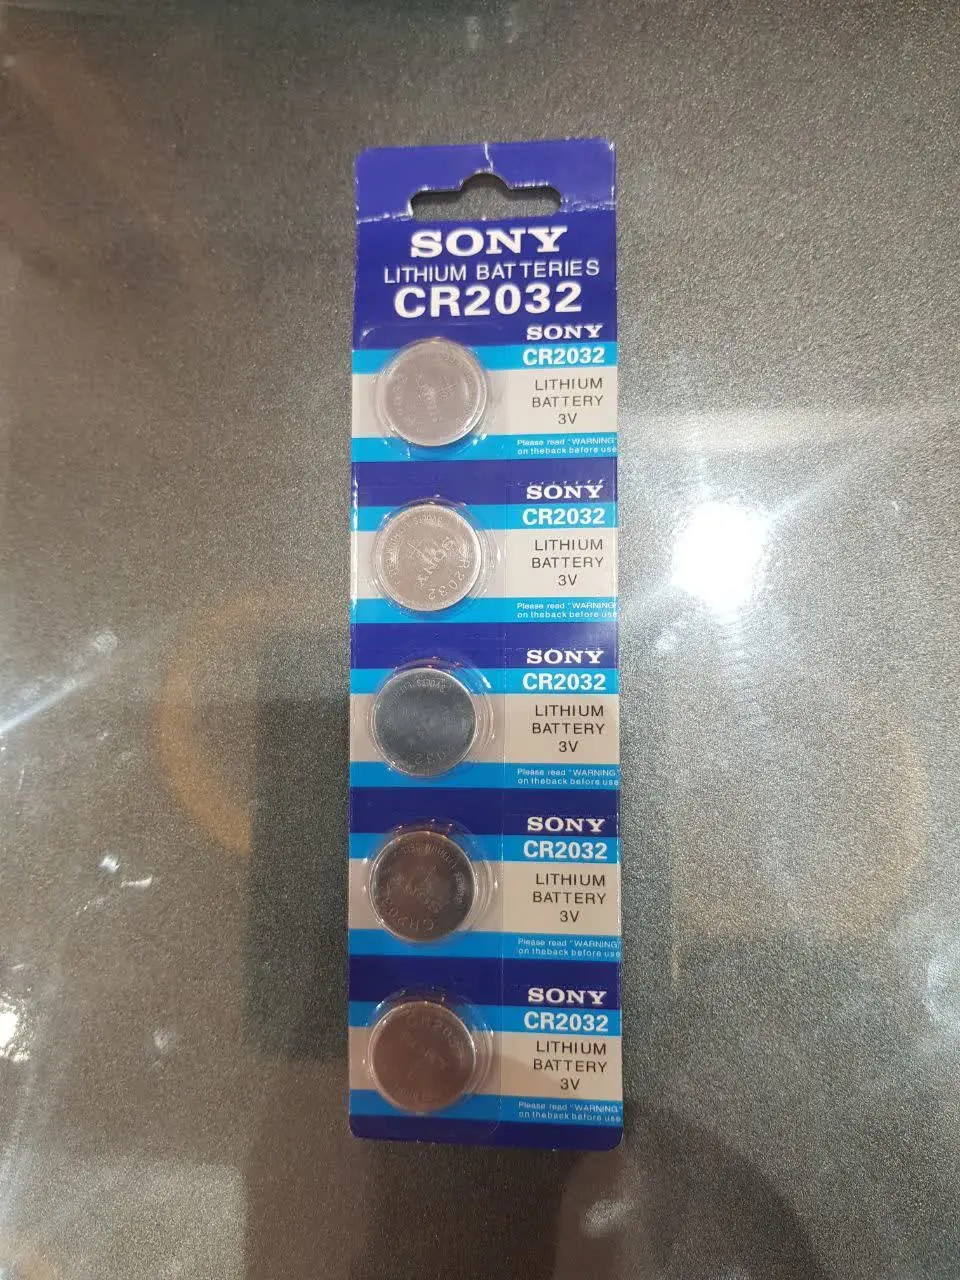 SONY
LITHIUM BATTERIES
CR2032
SONY
CR2032
LITHIUM
BATTERY
3V
Please read "WARNING"
on theback before use
SONY
CR2032
LITHIUM
BATTERY
3V
Please read "WARNING"
on theback before use
SONY
CR2032
SONY
CR2032
LITHIUM
BATTERY
3V
Please read "WARNING"
on theback before use
SONY
CR2032
LITHIUM
BATTERY
3V
Please read "WARNING"
on theback before use
CR203
SONY
CR2032
LITHIUM
BATTERY
3V
Please read "WARNING"
on theback before use